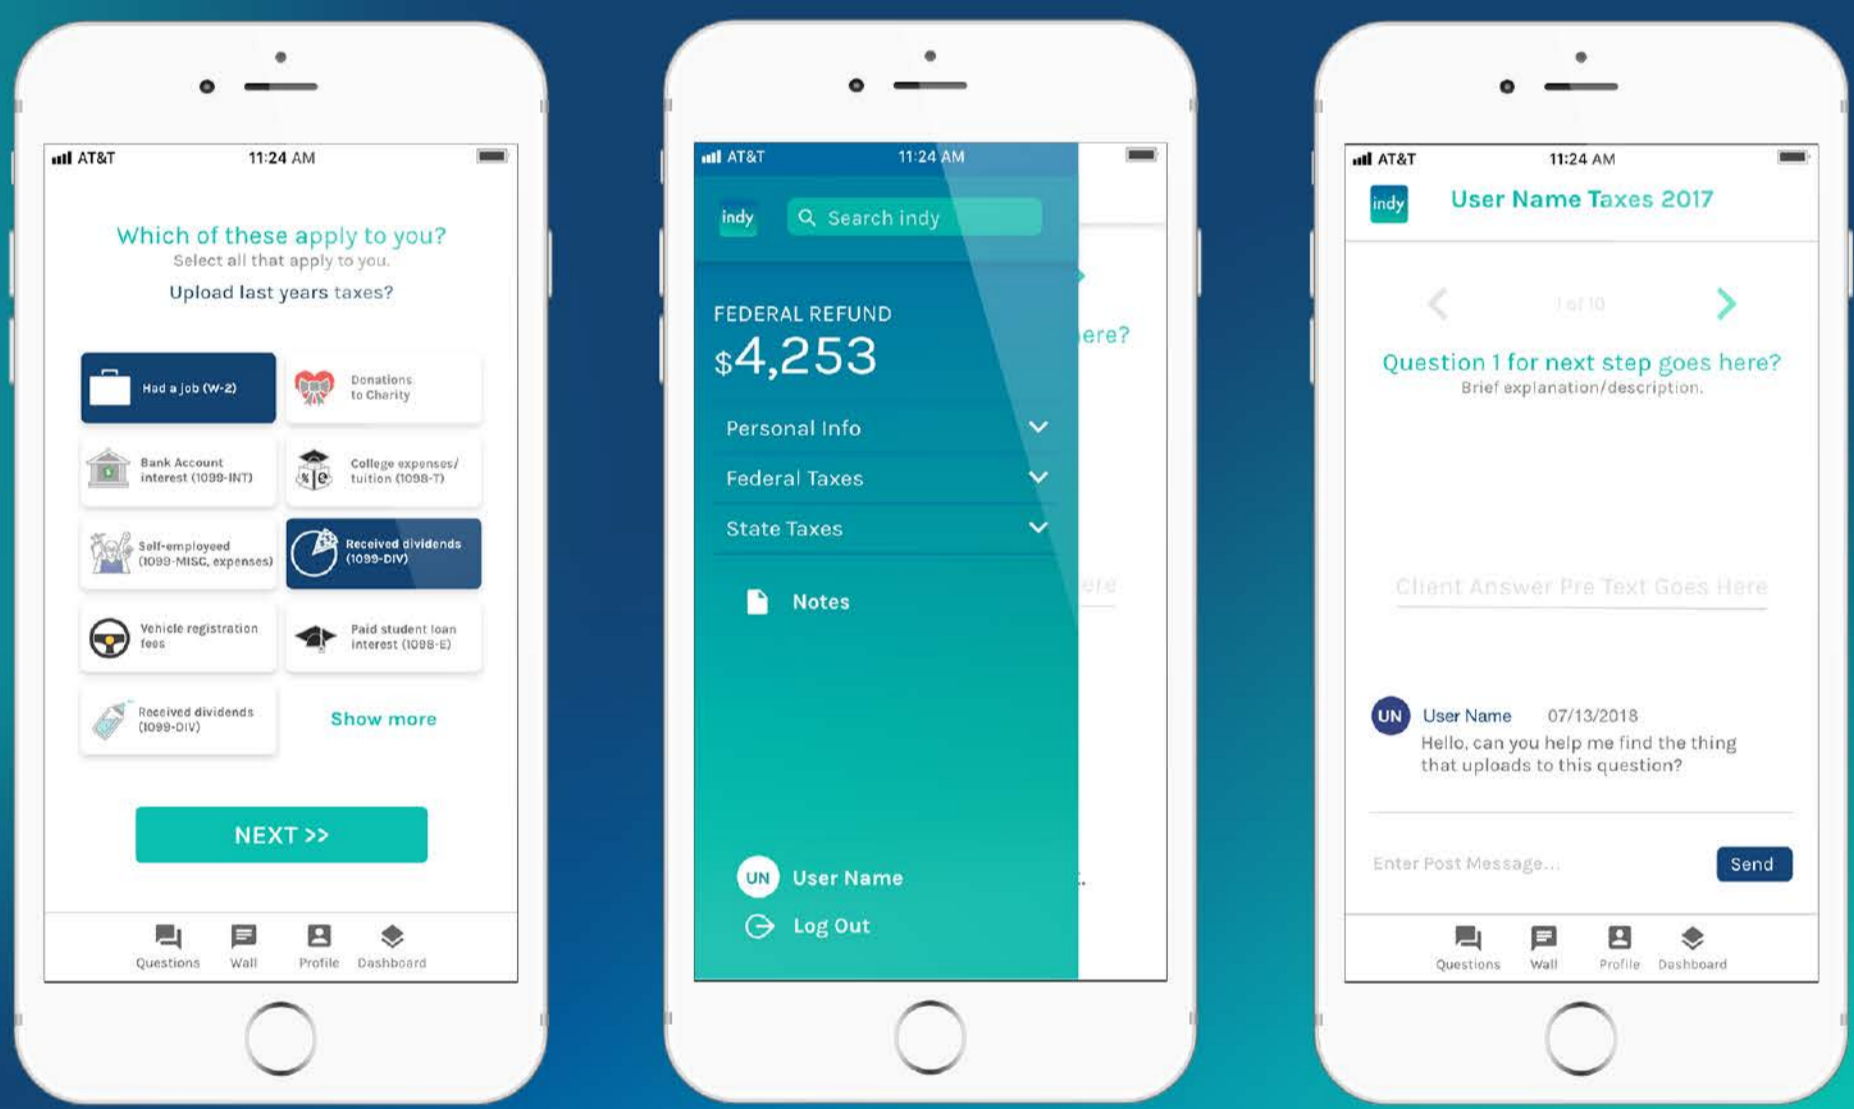 AT&T 11:24 AM
Which of these apply to you?
Select all that apply to you.
Upload last years taxes?
Had a job (W-2)
Donations
to Charity
Bank Account
interest (1099-INT)
College expenses/
tuition (1098-T)
Self-employeed
(1099-MISC, expenses)
Received dividends
(1099-DIV)
Vehicle registration
fees
Paid student loan
interest (1098-E)
Received dividends
(1099-DIV)
Show more
NEXT >>
Questions Wall Profile Dashboard
AT&T 11:24 AM
indy Search indy
FEDERAL REFUND
$4,253
ere?
Personal Info
Federal Taxes
State Taxes
ere
Notes
UN User Name
t.
Log Out
AT&T 11:24 AM
indy User Name Taxes 2017
1 of 10
Question 1 for next step goes here?
Brief explanation/description.
Client Answer Pre Text Goes Here
UN User Name 07/13/2018
Hello, can you help me find the thing
that uploads to this question?
Enter Post Message... Send
Questions Wall Profile Dashboard